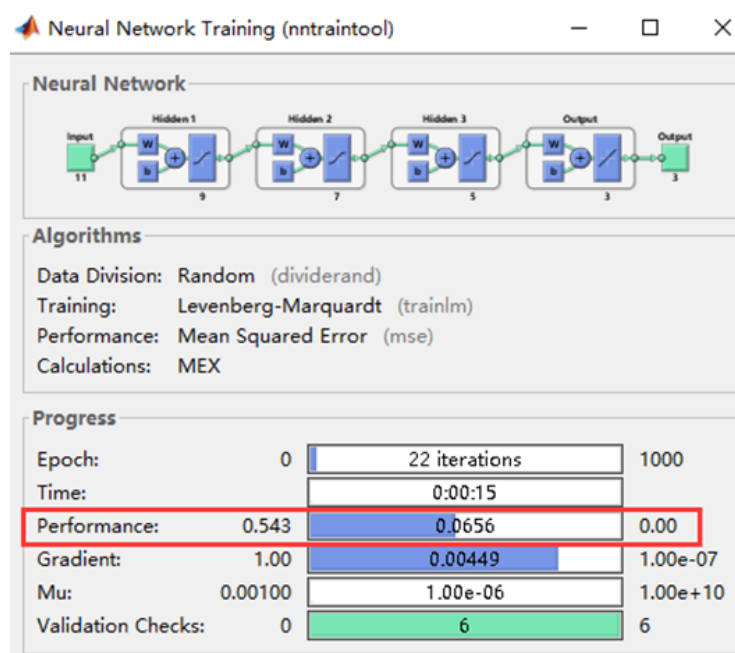 Neural Network Training (nntraintool)
Neural Network
Hidden 1 Hidden 2 Hidden 3 Output
Input Output
W W W W
b b b b
11 9 7 5 3 3
Algorithms
Data Division: Random (dividerand)
Training: Levenberg-Marquardt (trainlm)
Performance: Mean Squared Error (mse)
Calculations: MEX
Progress
Epoch: 0 22 iterations 1000
Time: 0:00:15
Performance: 0.543 0.0656 0.00
Gradient: 1.00 0.00449 1.00e-07
Mu: 0.00100 1.00e-06 1.00e+10
Validation Checks: 0 6 6